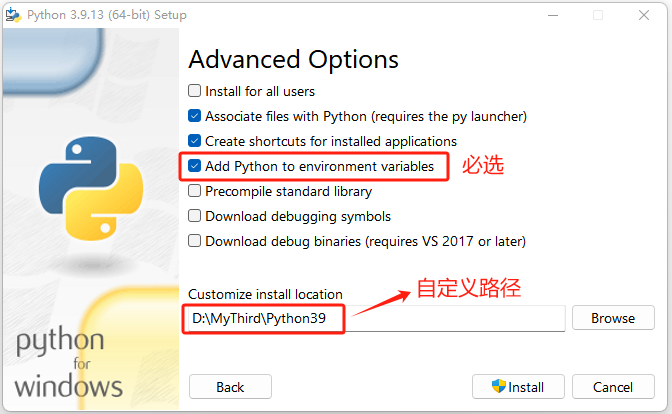 Python 3.9.13 (64-bit) Setup
Advanced Options
Install for all users
Associate files with Python (requires the py launcher)
Create shortcuts for installed applications
Add Python to environment variables 必选
Precompile standard library
Download debugging symbols
Download debug binaries (requires VS 2017 or later)
Customize install location
自定义路径
D:\MyThird\Python39
Browse
python
for
windows
Back
Install
Cancel